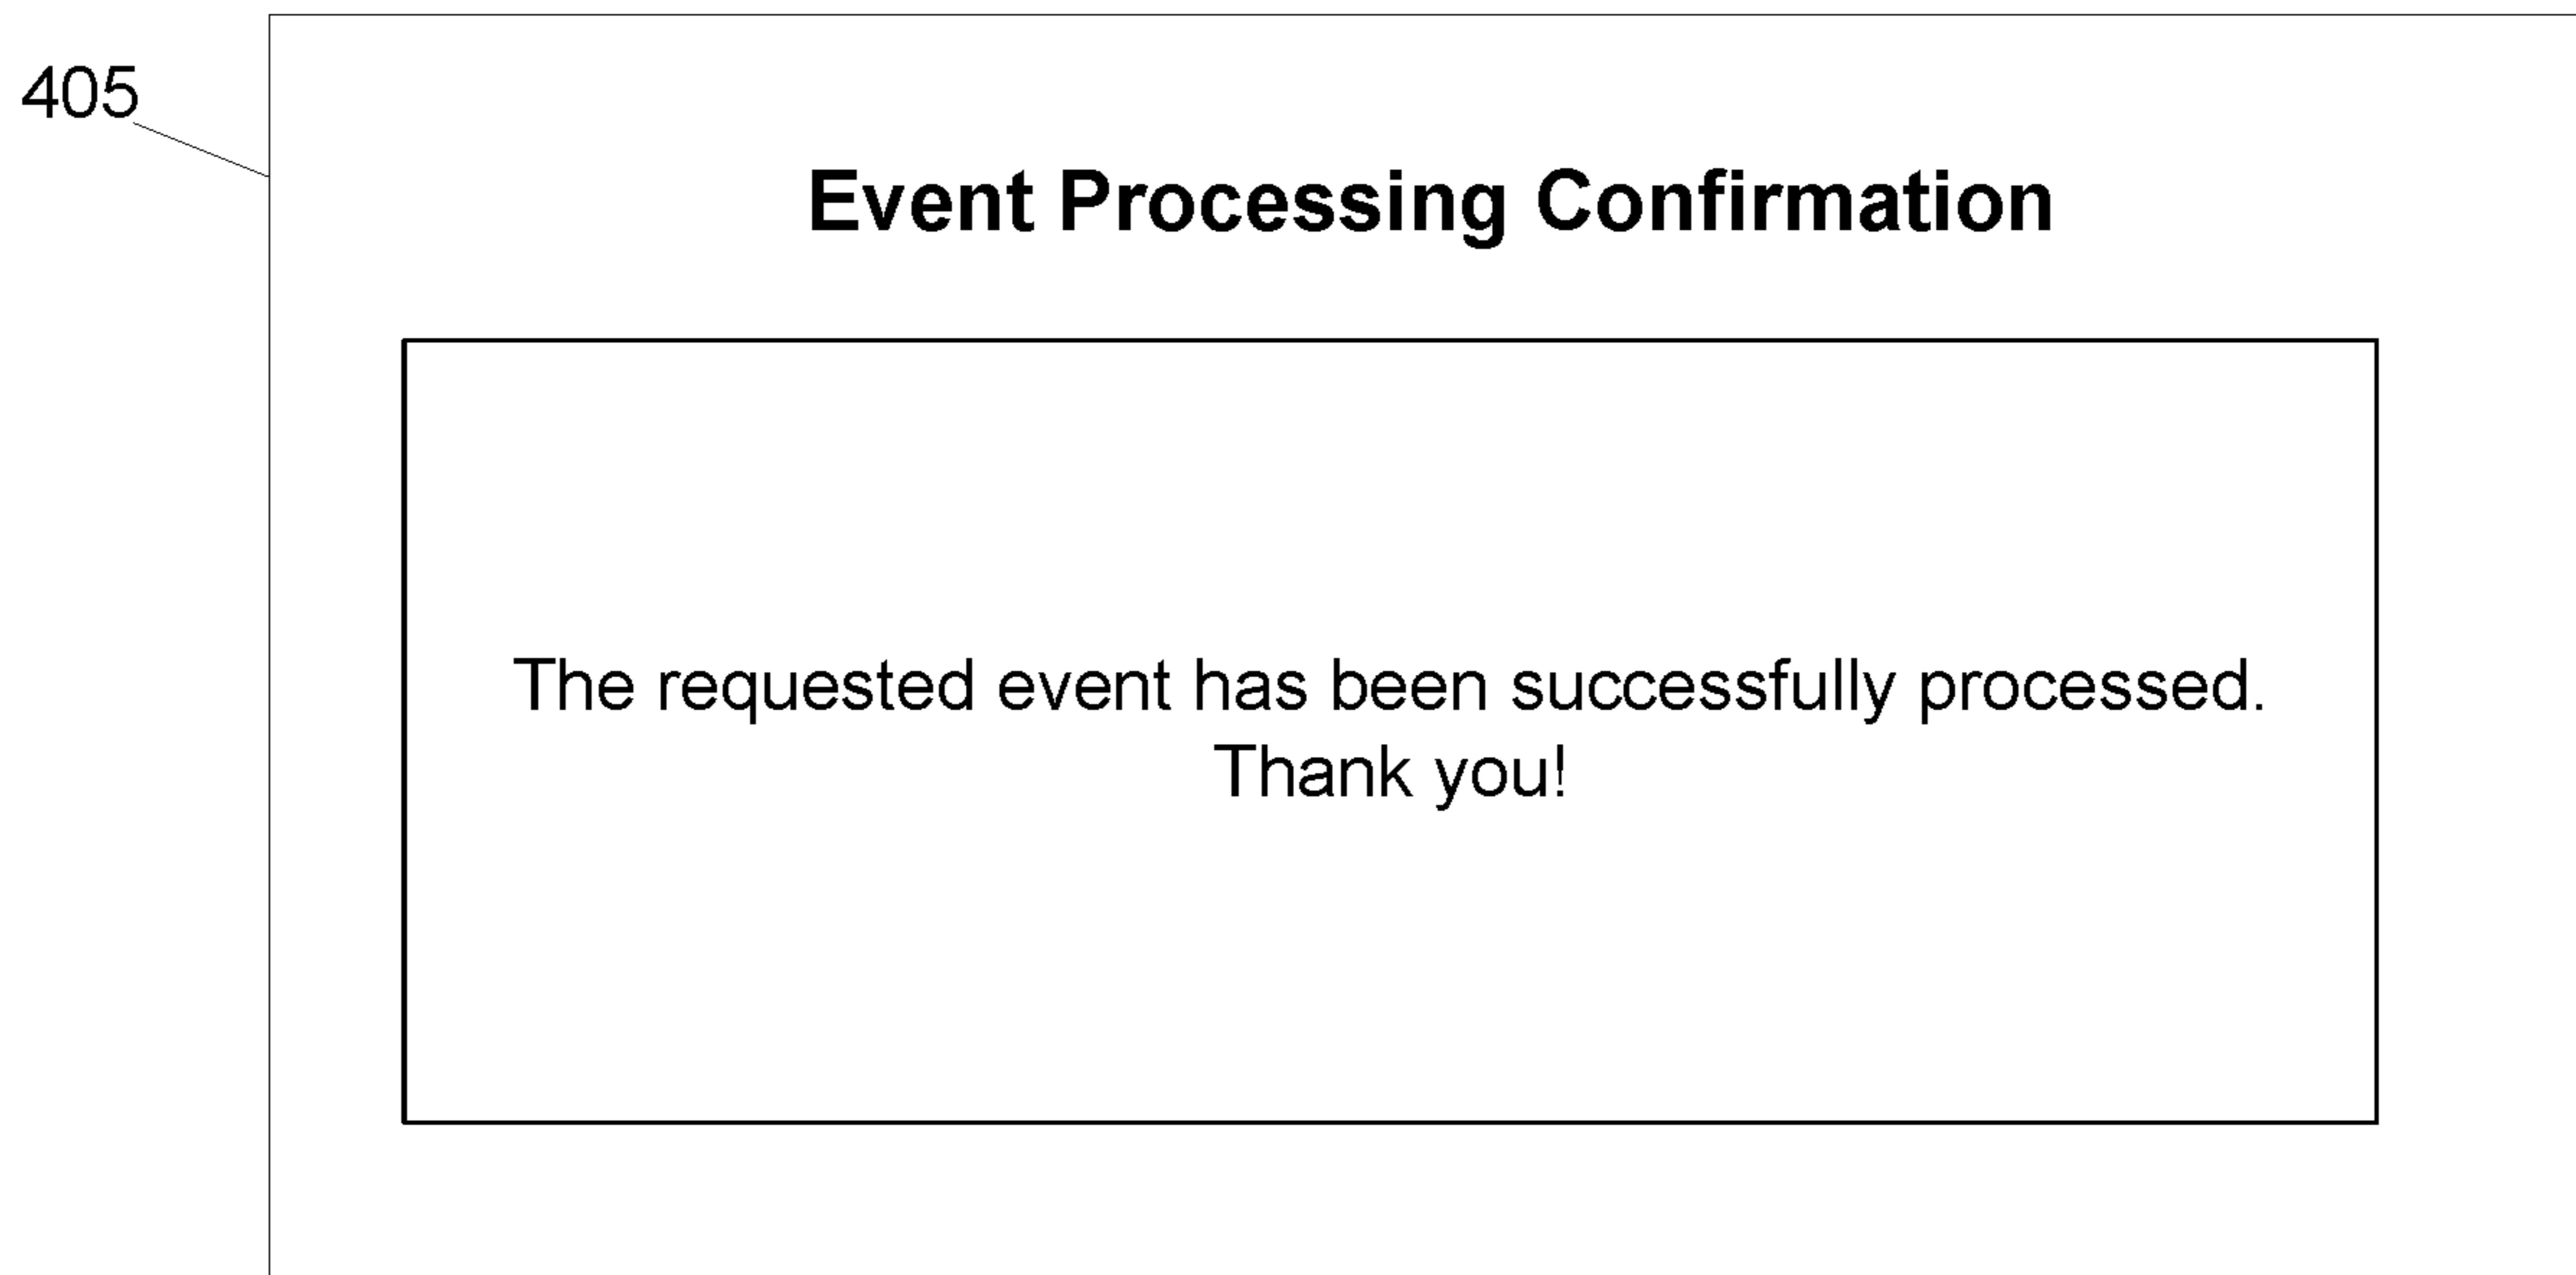 405
Event Processing Confirmation
The requested event has been successfully processed.
Thank you!